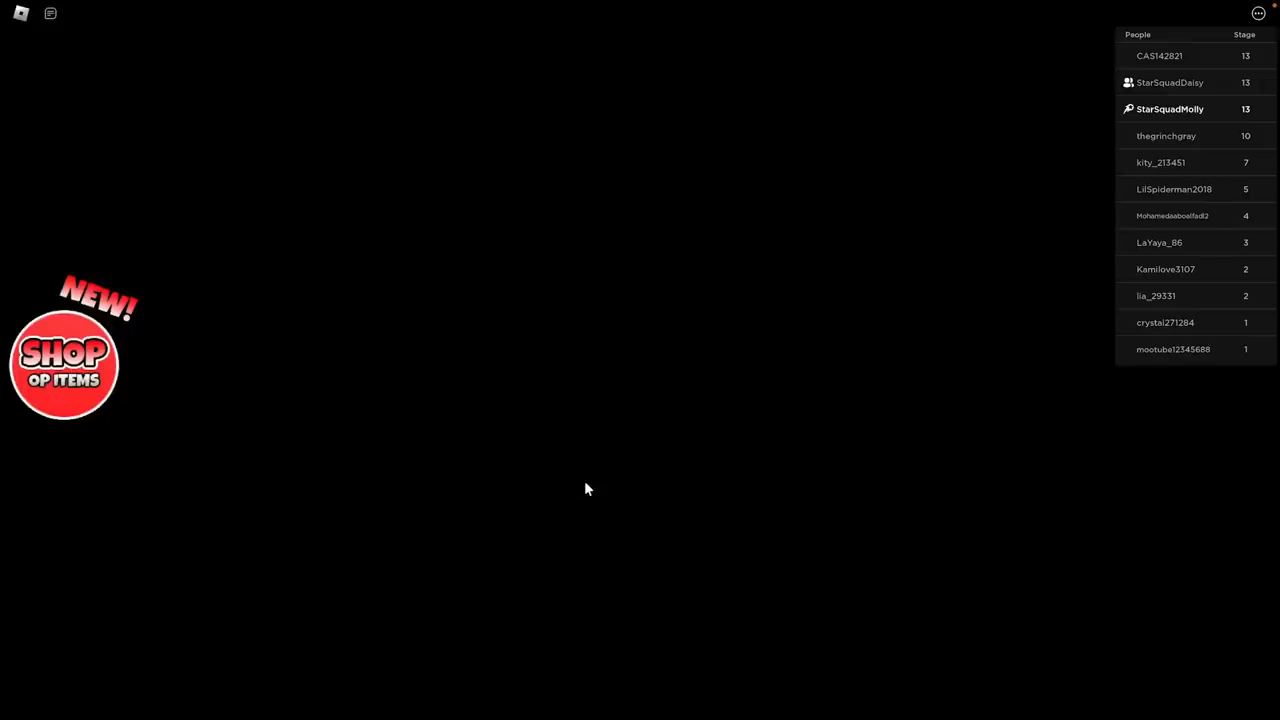 People Stage
CAS142821 13
StarSquadDaisy 13
StarSquadMolly 13
thegrinchgray 10
kity_213451 7
LilSpiderman2018 5
Mohamedaaboalfadl2 4
LaYaya_86 3
Kamilove3107 2
lia_29331 2
crystal271284 1
mootube12345688 1
NEW!
SHOP
OP ITEMS